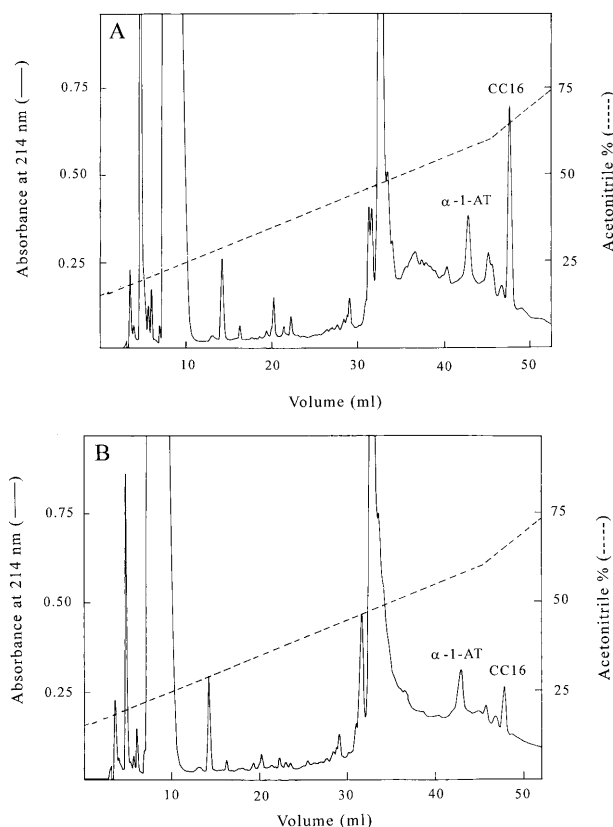 A
CC16
α-1-AT
0.75
0.50
0.25
75
50
25
Absorbance at 214 nm (——)
Acetonitrile % (-----)
10
20
30
40
50
Volume (ml)
B
α-1-AT
CC16
0.75
0.50
0.25
75
50
25
Absorbance at 214 nm (——)
Acetonitrile % (-----)
10
20
30
40
50
Volume (ml)